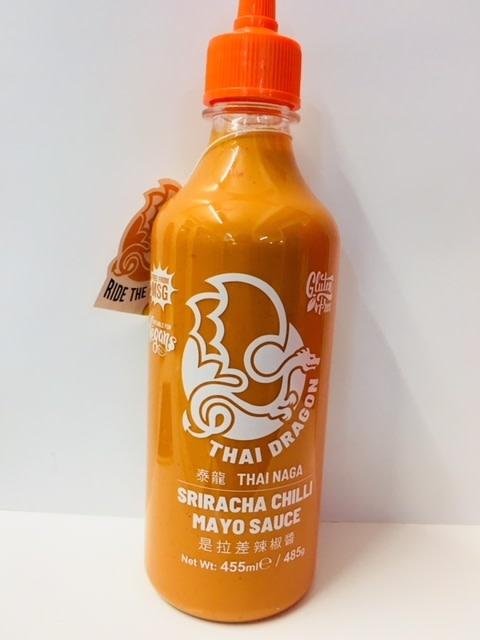 RIDE THE
MSG
Gluten
Free
THAI DRAGON
泰龍 THAI NAGA
SRIRACHA CHILLI
MAYO SAUCE
是拉差辣椒醬
Net Wt: 455ml℮ / 485g